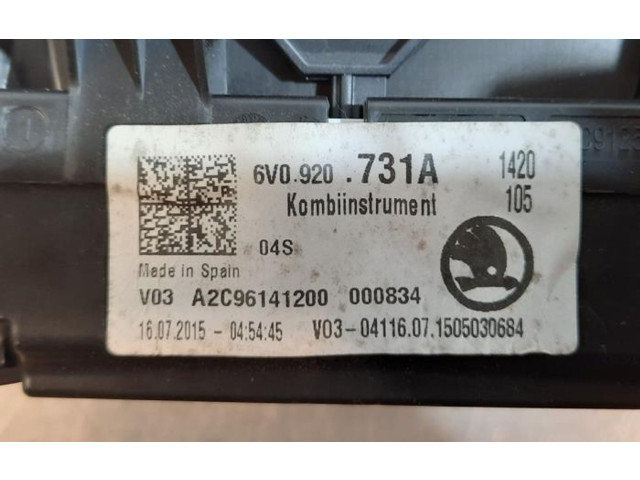 6V0.920 .731A 1420
Kombiinstrument 105
04S
Made in Spain
V03 A2C96141200 000834
16.07.2015 - 04:54:45 V03-04116.07.1505030684